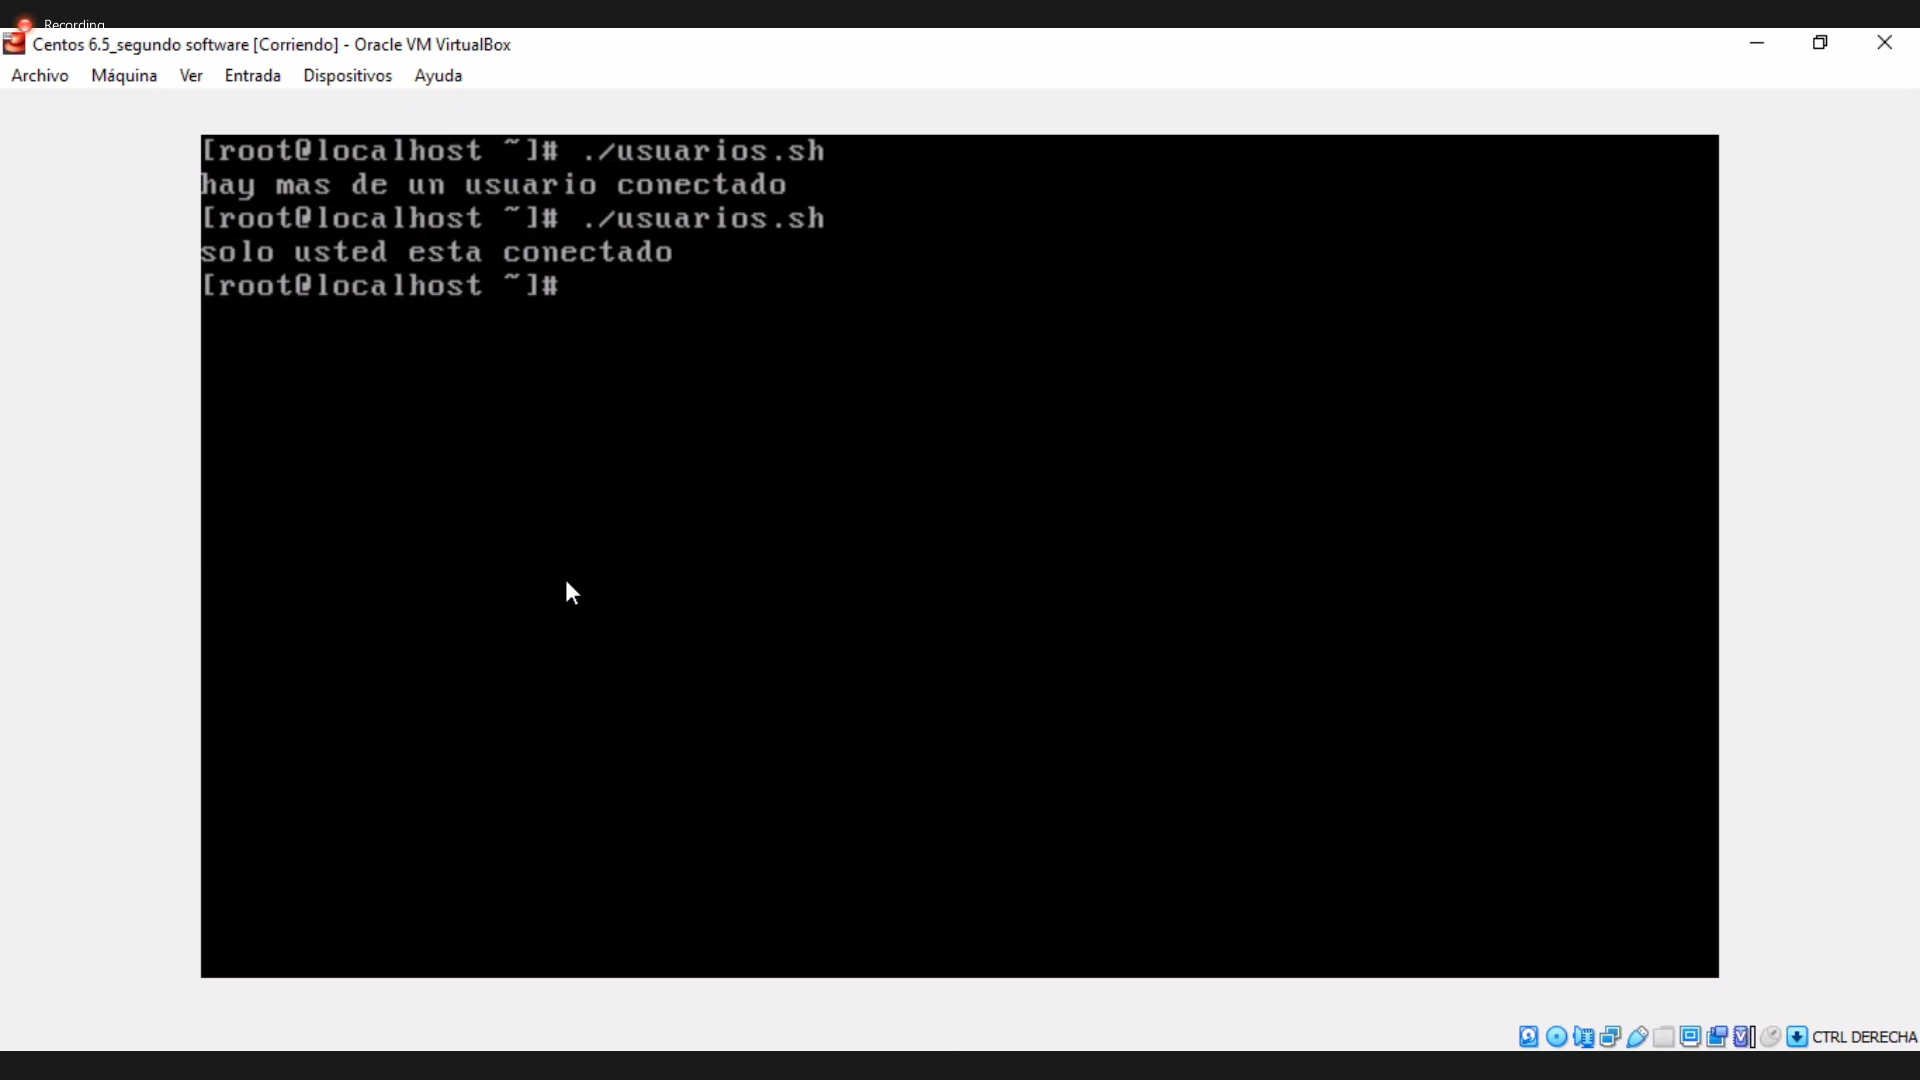 Recording
Centos 6.5_segundo software [Corriendo] - Oracle VM VirtualBox
Archivo Máquina Ver Entrada Dispositivos Ayuda
[root@localhost ~]# ./usuarios.sh
hay mas de un usuario conectado
[root@localhost ~]# ./usuarios.sh
solo usted esta conectado
[root@localhost ~]#
CTRL DERECHA